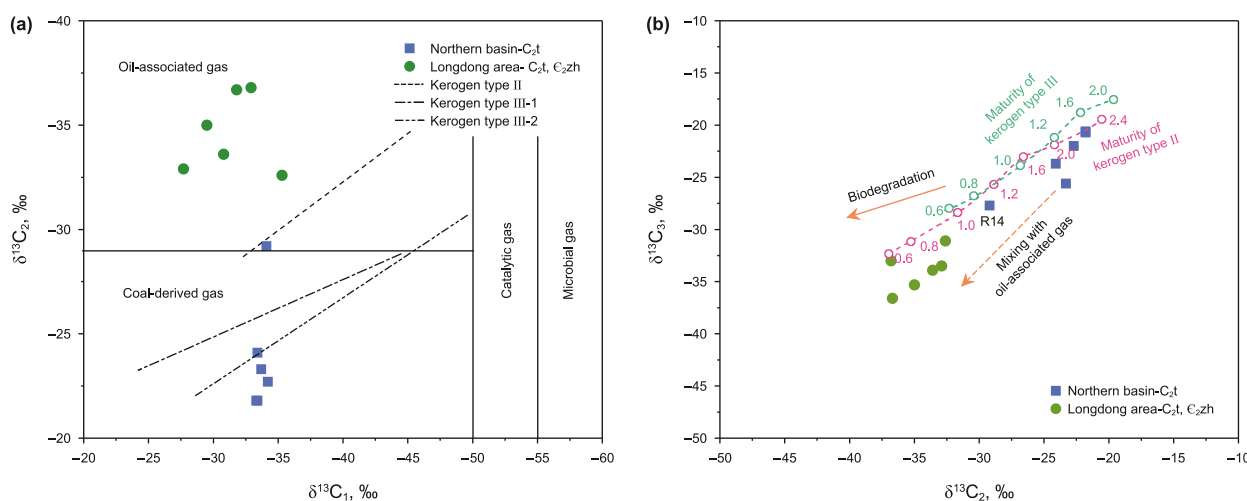 (a)
−40
−35
−30
−25
−20
δ¹³C₂, ‰
Oil-associated gas
Northern basin-C₂t
Longdong area- C₂t, Є₂zh
Kerogen type II
Kerogen type III-1
Kerogen type III-2
Coal-derived gas
Catalytic gas
Microbial gas
−20
−25
−30
−35
−40
−45
−50
−55
−60
δ¹³C₁, ‰
(b)
−10
−15
−20
−25
−30
−35
−40
−45
−50
δ¹³C₃, ‰
Maturity of
kerogen type III
2.0
1.6
1.2
1.0
0.8
0.6
2.4
2.0
1.6
1.2
1.0
0.8
0.6
Maturity of
kerogen type II
Biodegradation
R14
Mixing with
oil-associated gas
Northern basin-C₂t
Longdong area-C₂t, Є₂zh
−50
−45
−40
−35
−30
−25
−20
−15
−10
δ¹³C₂, ‰